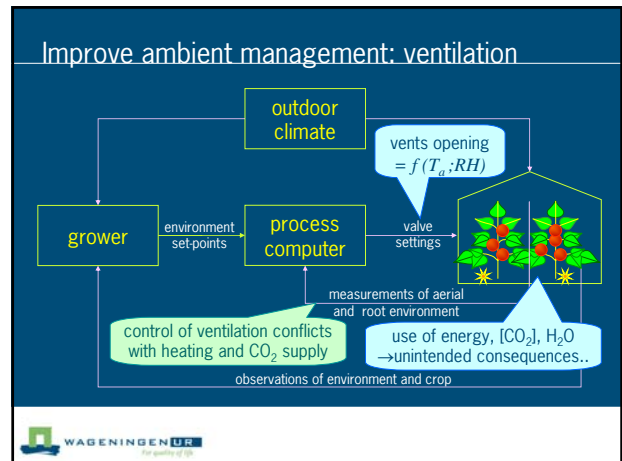 Improve ambient management: ventilation
outdoor
climate
vents opening
= f(Ta ;RH)
grower
environment
set-points
process
computer
valve
settings
measurements of aerial
and root environment
control of ventilation conflicts
with heating and CO2 supply
use of energy, [CO2], H2O
→unintended consequences..
observations of environment and crop
WAGENINGEN UR
For quality of life